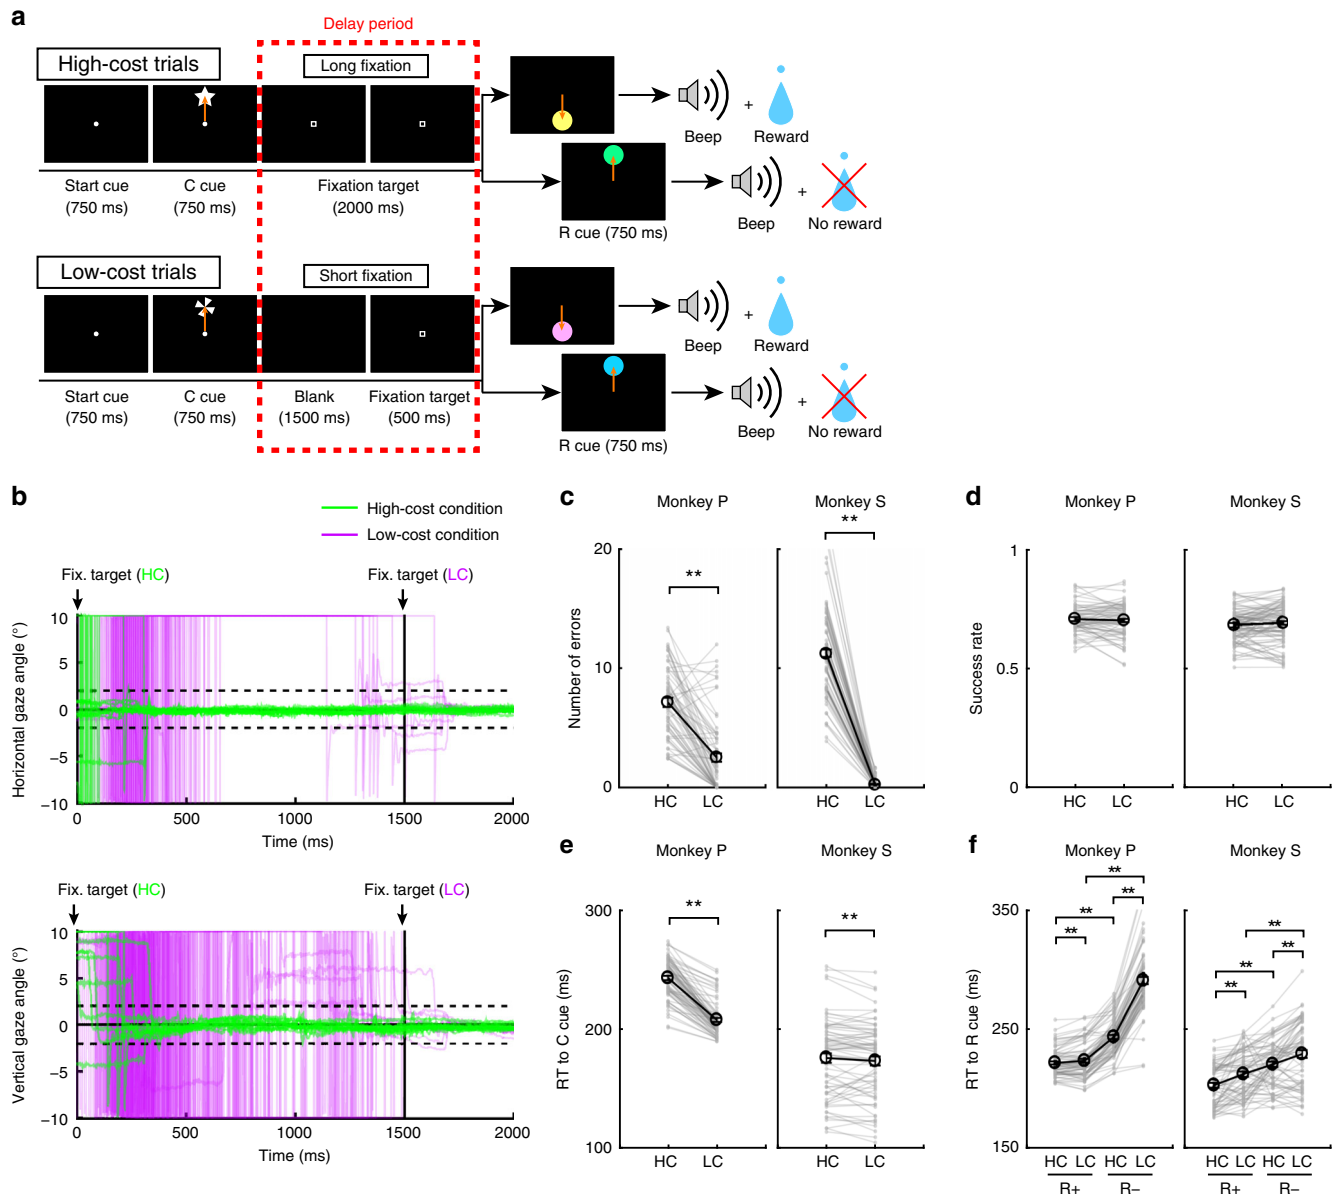 a
Delay period
High-cost trials
Long fixation
Beep
+
Reward
Start cue
(750 ms)
C cue
(750 ms)
Fixation target
(2000 ms)
Beep
+
No reward
R cue (750 ms)
Low-cost trials
Short fixation
Beep
+
Reward
Start cue
(750 ms)
C cue
(750 ms)
Blank
(1500 ms)
Fixation target
(500 ms)
Beep
+
No reward
R cue (750 ms)
b
High-cost condition
Low-cost condition
Fix. target (HC)
Fix. target (LC)
Horizontal gaze angle (°)
10
5
0
−5
−10
0
500
1000
1500
2000
Time (ms)
Fix. target (HC)
Fix. target (LC)
Vertical gaze angle (°)
10
5
0
−5
−10
0
500
1000
1500
2000
Time (ms)
c
Monkey P
Monkey S
**
**
Number of errors
20
10
0
HC LC
HC LC
d
Monkey P
Monkey S
Success rate
1
0.5
0
HC LC
HC LC
e
Monkey P
Monkey S
**
**
RT to C cue (ms)
300
200
100
HC LC
HC LC
f
Monkey P
Monkey S
**
**
**
**
**
**
**
**
RT to R cue (ms)
350
250
150
HC LC HC LC
R+ R−
HC LC HC LC
R+ R−